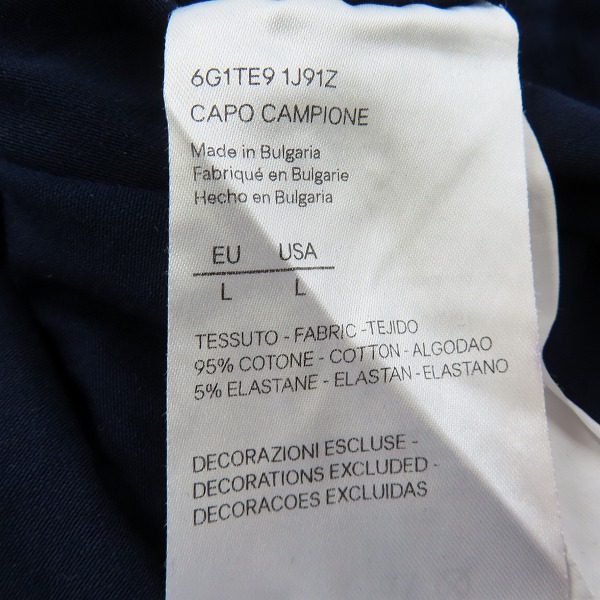 6G1TE9 1J91Z
CAPO CAMPIONE
Made in Bulgaria
Fabriqué en Bulgarie
Hecho en Bulgaria
EU USA
L L
TESSUTO - FABRIC -TEJIDO
95% COTONE - COTTON - ALGODAO
5% ELASTANE - ELASTAN - ELASTANO
DECORAZIONI ESCLUSE -
DECORATIONS EXCLUDED -
DECORACOES EXCLUIDAS